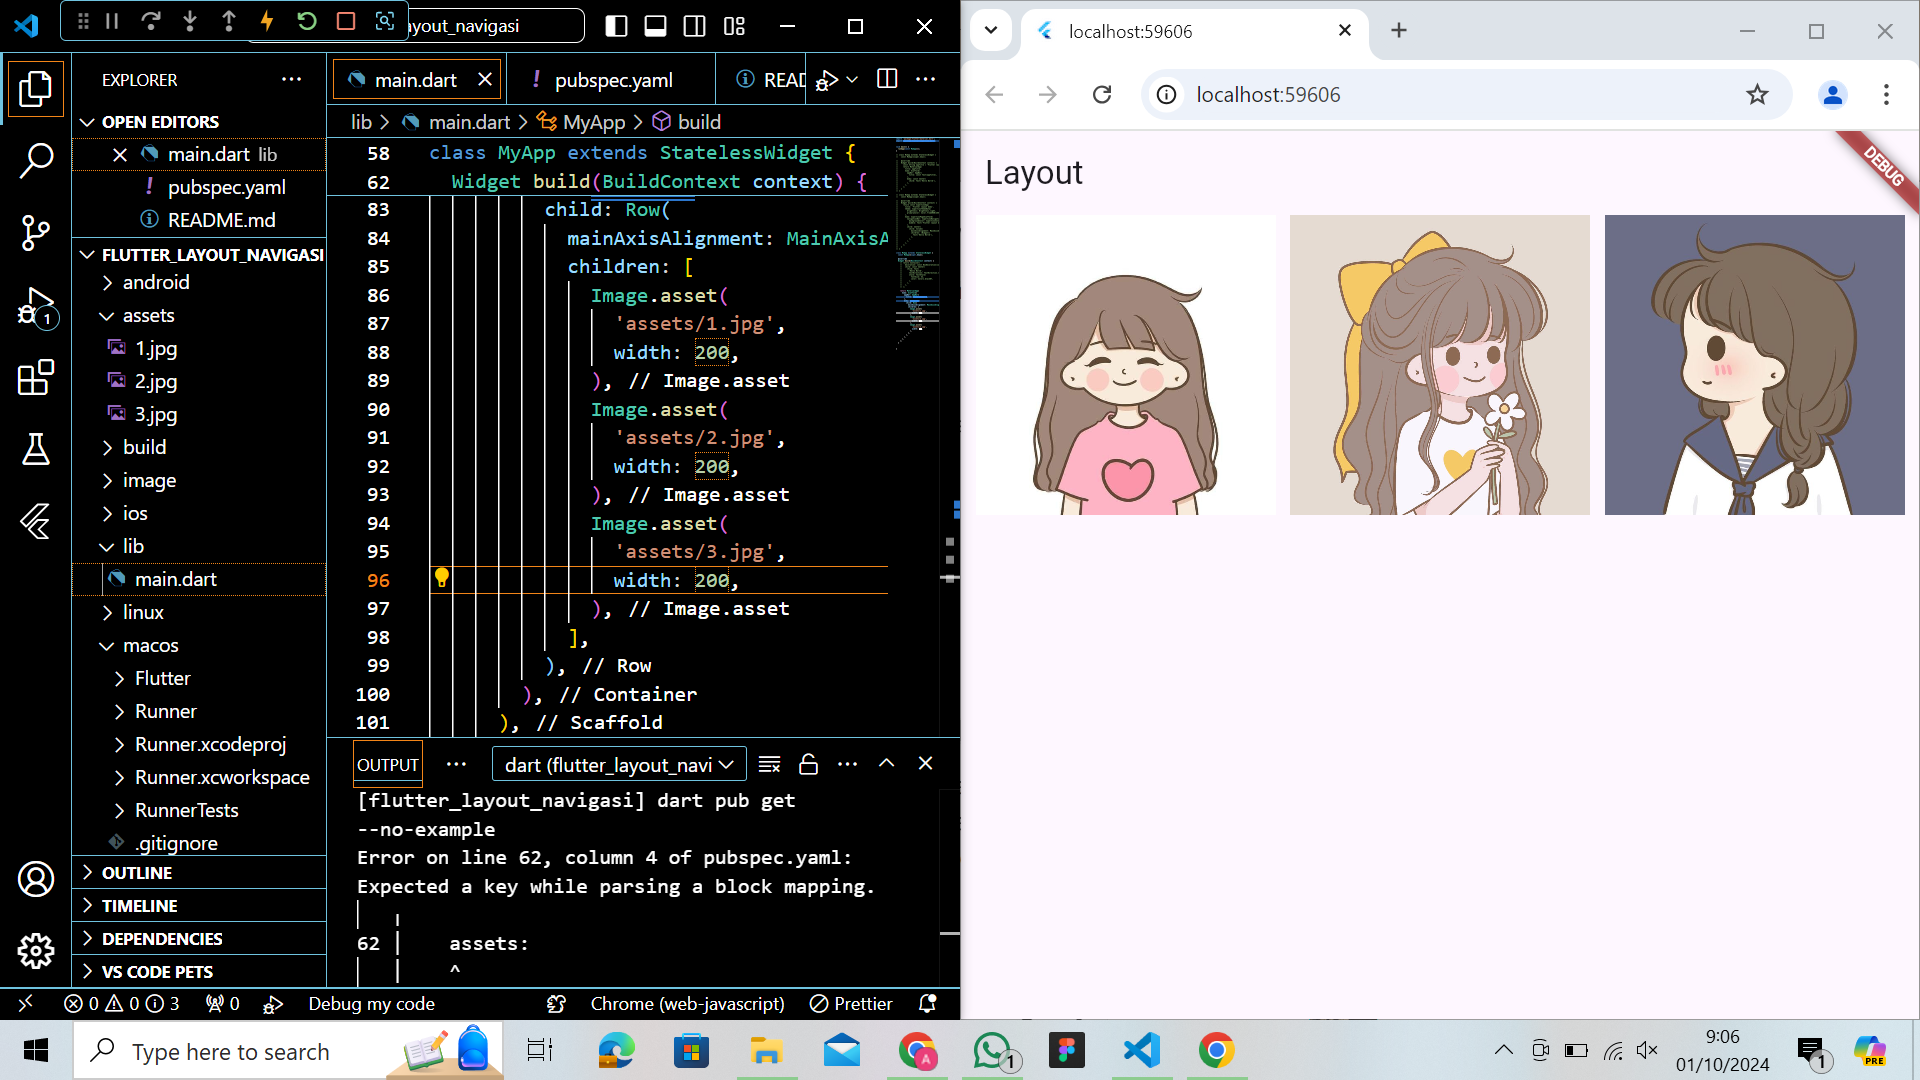 ayout_navigasi
EXPLORER
OPEN EDITORS
main.dart lib
pubspec.yaml
README.md
FLUTTER_LAYOUT_NAVIGASI
android
assets
1.jpg
2.jpg
3.jpg
build
image
ios
lib
main.dart
linux
macos
Flutter
Runner
Runner.xcodeproj
Runner.xcworkspace
RunnerTests
.gitignore
OUTLINE
TIMELINE
DEPENDENCIES
VS CODE PETS
1
main.dart
! pubspec.yaml
READ
lib > main.dart > MyApp > build
58 class MyApp extends StatelessWidget {
62 Widget build(BuildContext context) {
83 child: Row(
84 mainAxisAlignment: MainAxisA
85 children: [
86 Image.asset(
87 'assets/1.jpg',
88 width: 200,
89 ), // Image.asset
90 Image.asset(
91 'assets/2.jpg',
92 width: 200,
93 ), // Image.asset
94 Image.asset(
95 'assets/3.jpg',
96 width: 200,
97 ), // Image.asset
98 ],
99 ), // Row
100 ), // Container
101 ), // Scaffold
OUTPUT
dart (flutter_layout_navi
[flutter_layout_navigasi] dart pub get
--no-example
Error on line 62, column 4 of pubspec.yaml:
Expected a key while parsing a block mapping.
62 | assets:
| ^
0 0 3 0 Debug my code Chrome (web-javascript) Prettier
localhost:59606
localhost:59606
Layout
DEBUG
Type here to search
A
1
9:06
01/10/2024
1
PRE